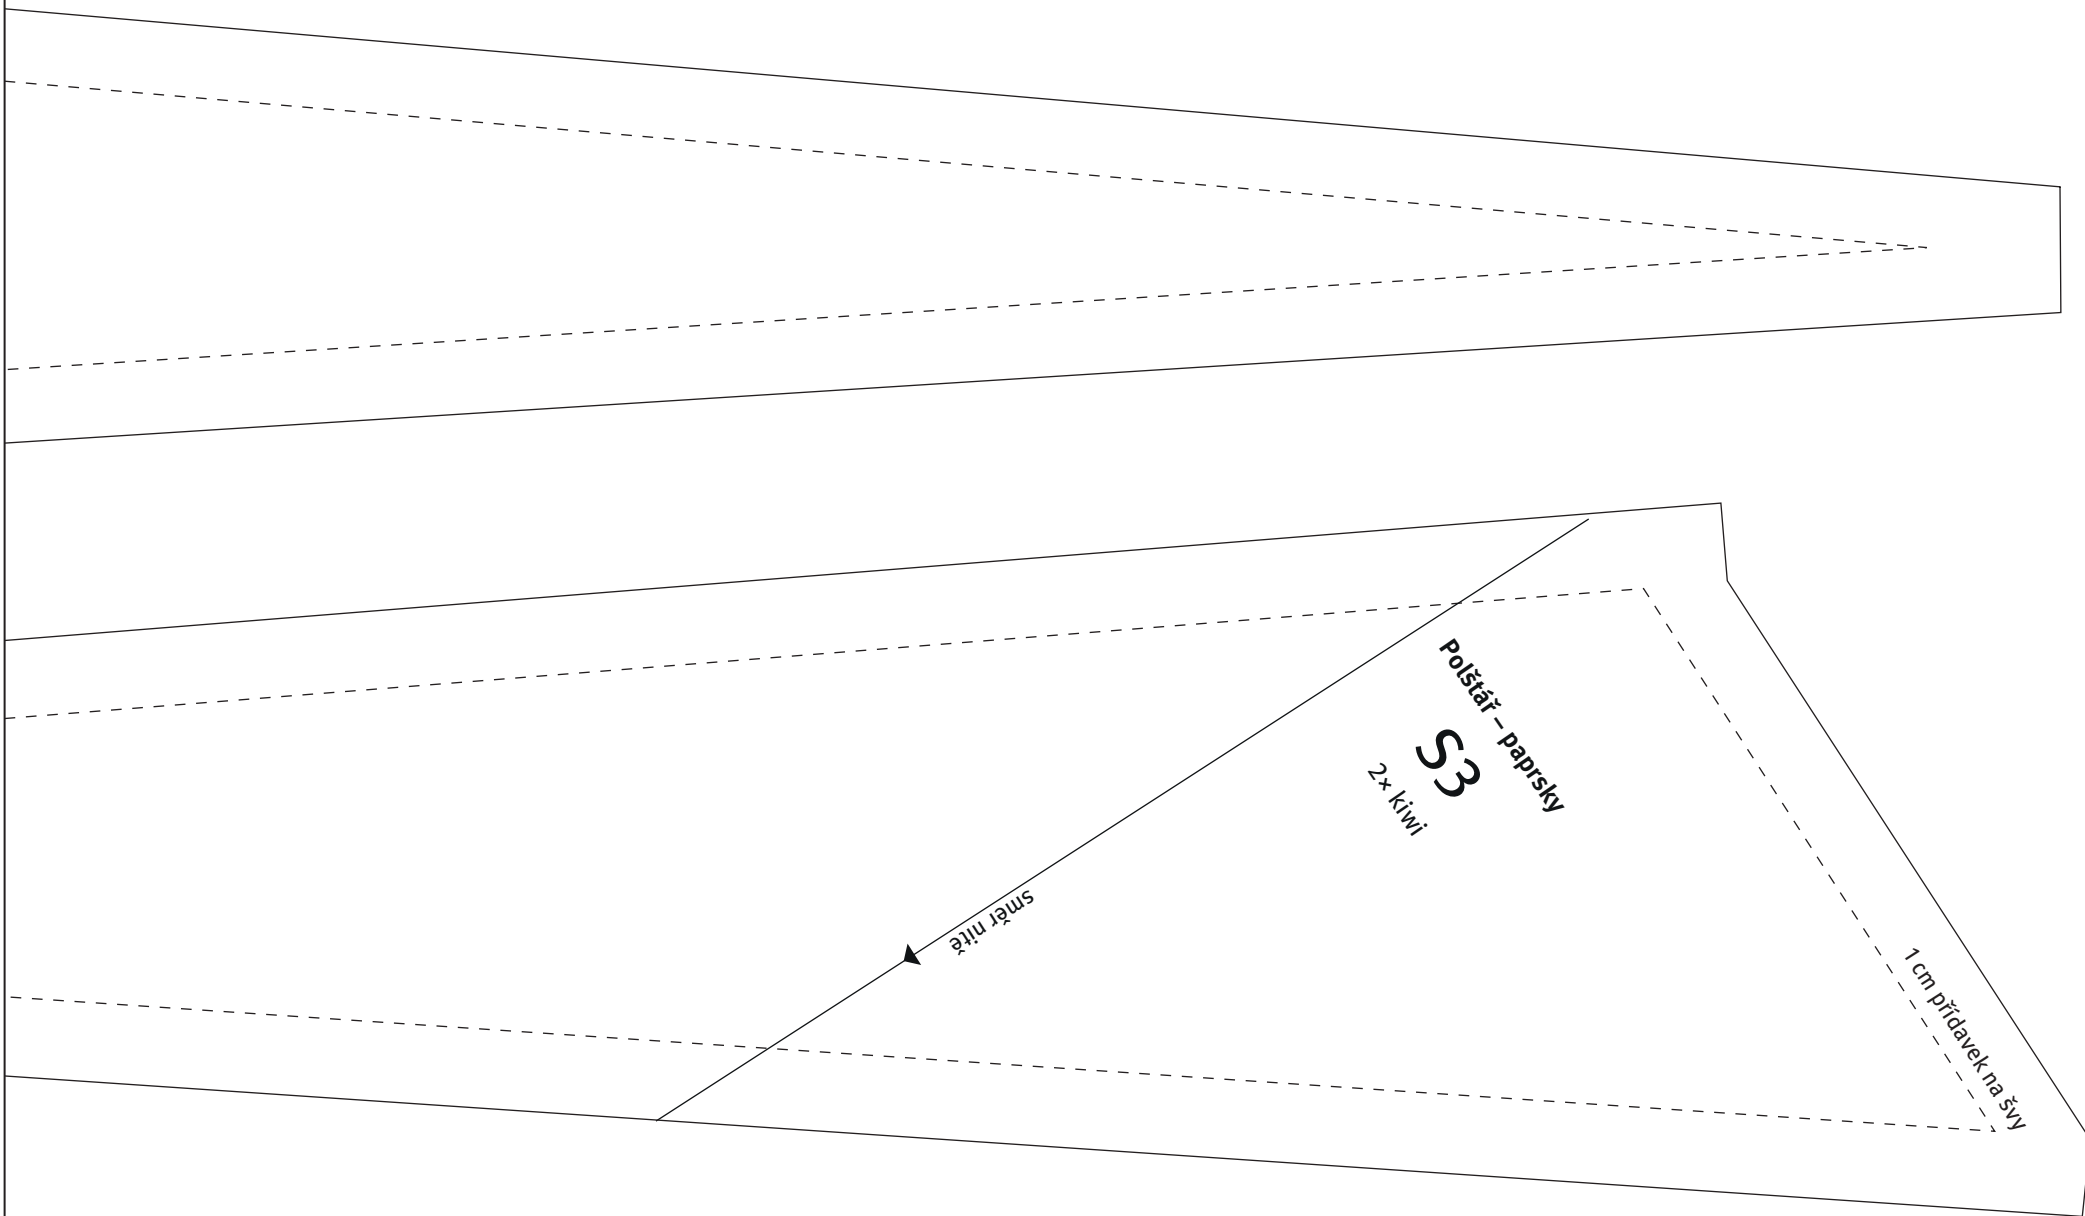 Polštář – paprsky
S3
2× kiwi
směr nitě
1 cm přídavek na švy